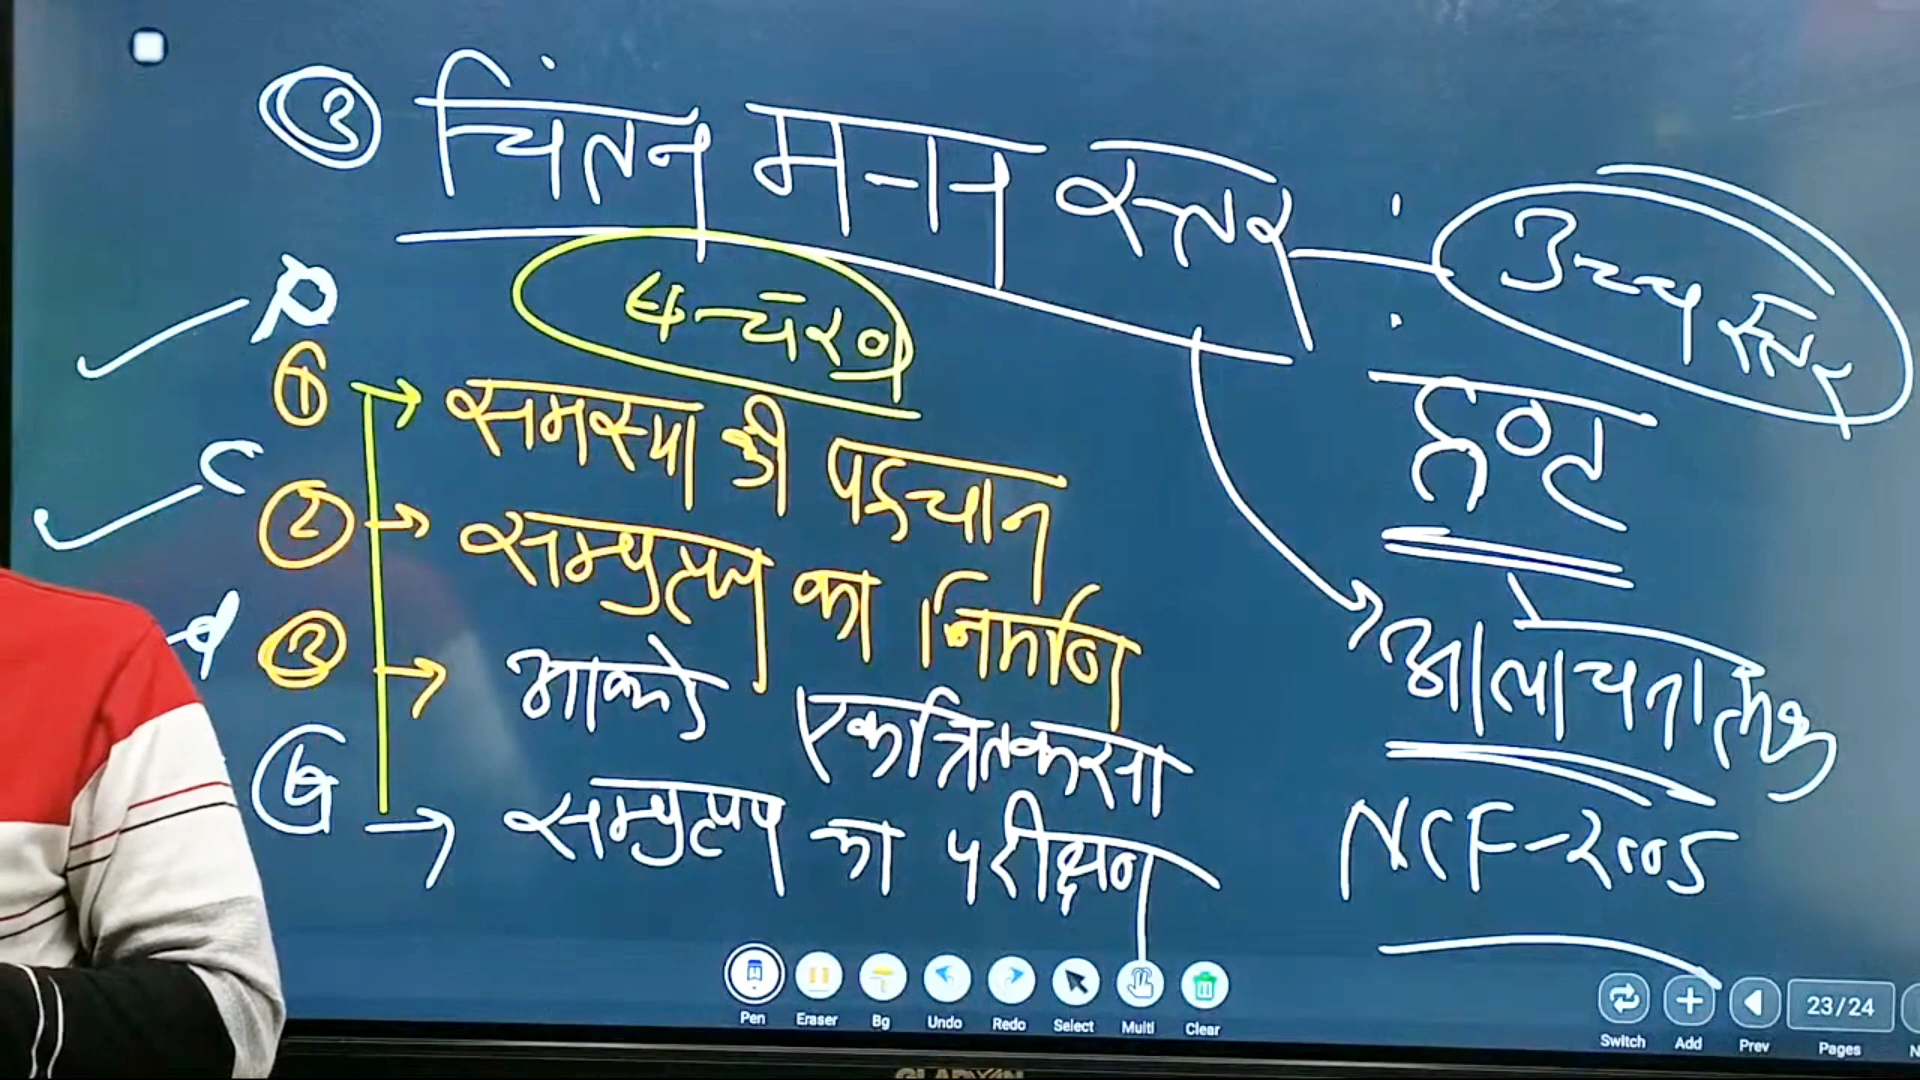 ③ चिंतन मनन स्तर : उच्च स्तर
4-चरण
हण्ट
① → समस्या की पहचान
C
② → सम्प्रत्यय का निर्माण
d
③ → आकडे एकत्रित करना
आलोचनात्मक
④ → सम्प्रत्यय का परीक्षण
NCF-2005
Pen Eraser Bg Undo Redo Select Multi Clear
Switch Add Prev 23/24 Pages